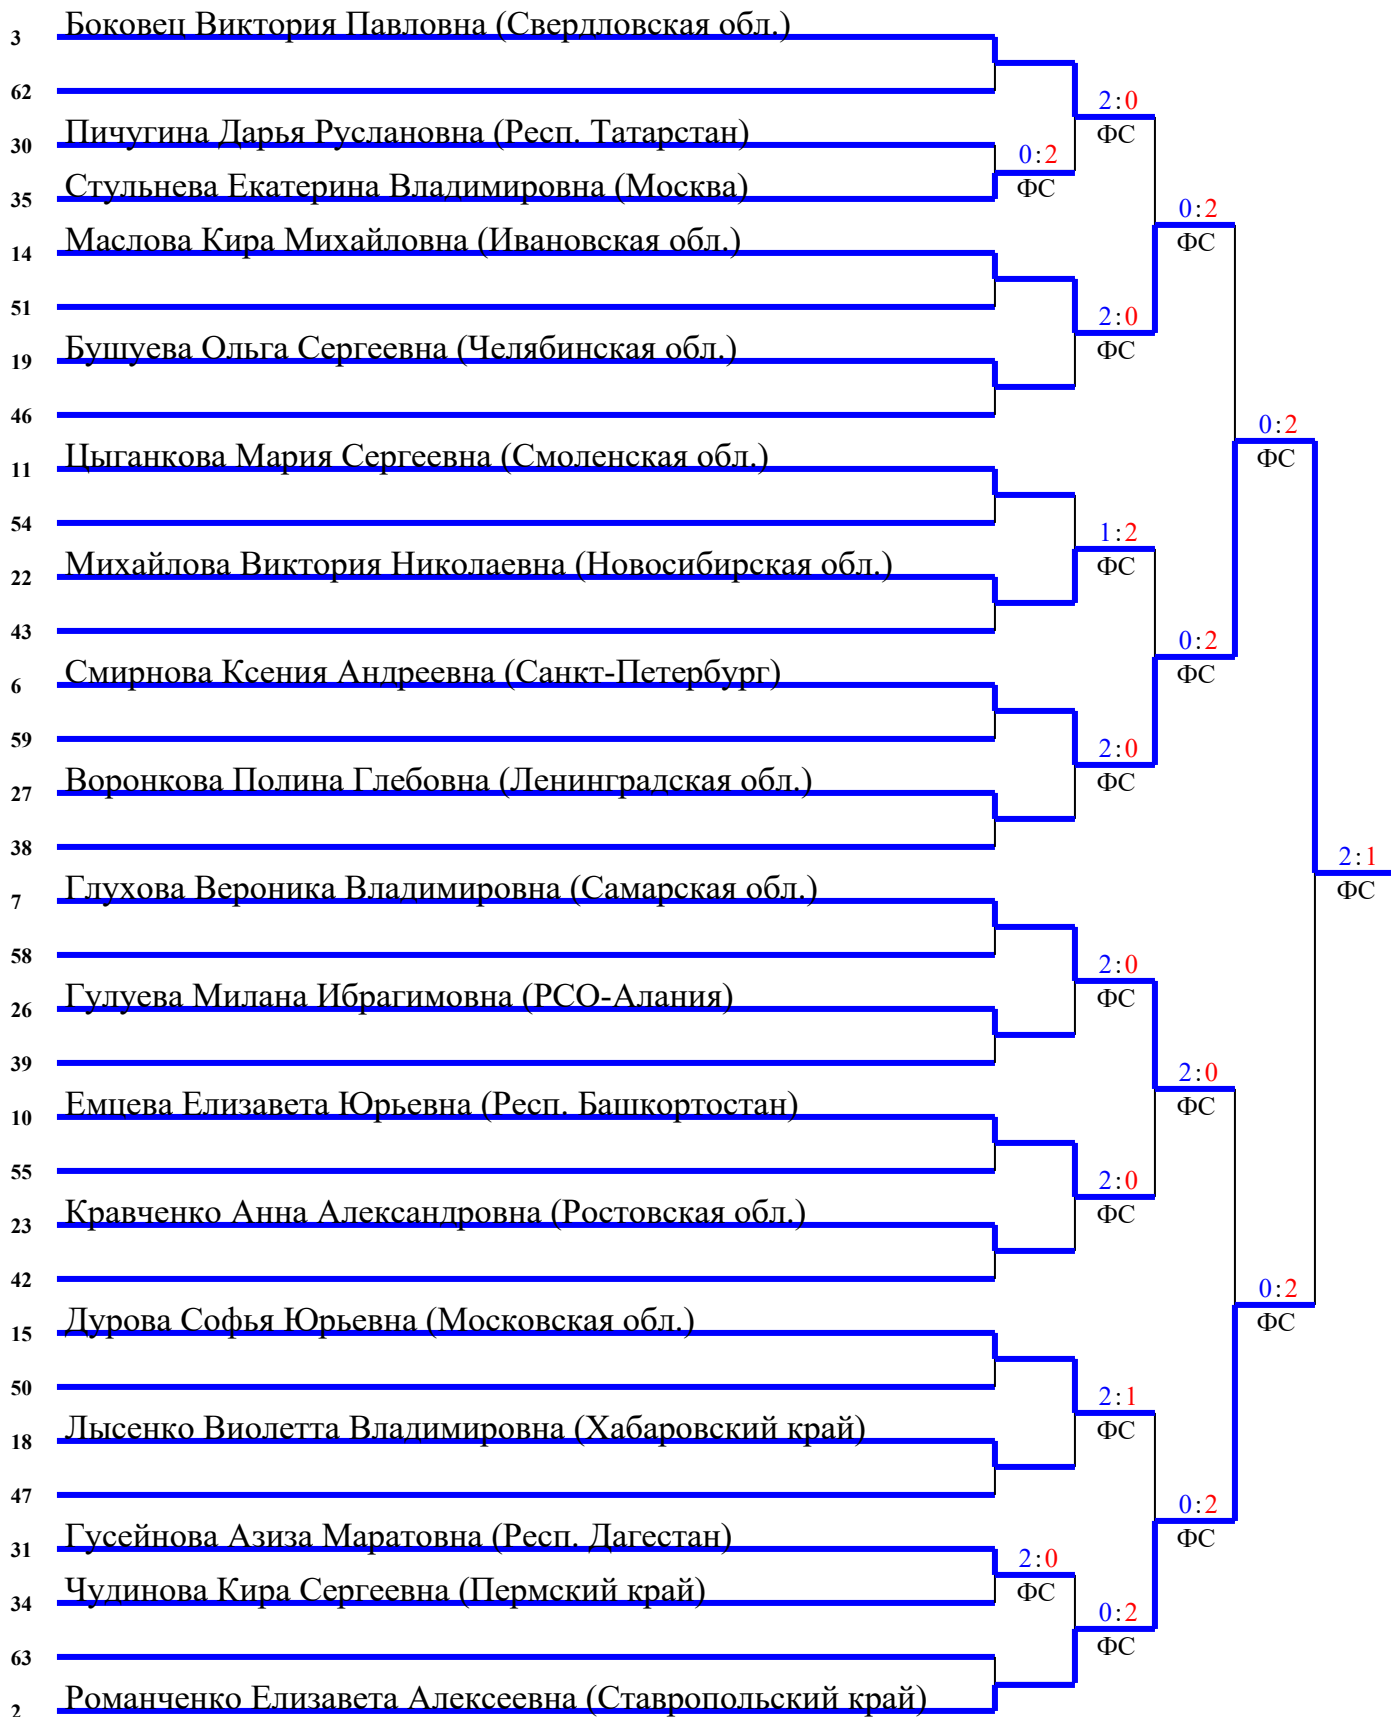 Боковец Виктория Павловна (Свердловская обл.)
3
62
2:0
ФС
Пичугина Дарья Руслановна (Респ. Татарстан)
30
0:2
ФС
Стульнева Екатерина Владимировна (Москва)
35
0:2
ФС
Маслова Кира Михайловна (Ивановская обл.)
14
51
2:0
ФС
Бушуева Ольга Сергеевна (Челябинская обл.)
19
46
0:2
ФС
Цыганкова Мария Сергеевна (Смоленская обл.)
11
54
1:2
ФС
Михайлова Виктория Николаевна (Новосибирская обл.)
22
43
0:2
ФС
Смирнова Ксения Андреевна (Санкт-Петербург)
6
59
2:0
ФС
Воронкова Полина Глебовна (Ленинградская обл.)
27
38
2:1
ФС
Глухова Вероника Владимировна (Самарская обл.)
7
58
2:0
ФС
Гулуева Милана Ибрагимовна (РСО-Алания)
26
39
2:0
ФС
Емцева Елизавета Юрьевна (Респ. Башкортостан)
10
55
2:0
ФС
Кравченко Анна Александровна (Ростовская обл.)
23
42
0:2
ФС
Дурова Софья Юрьевна (Московская обл.)
15
50
2:1
ФС
Лысенко Виолетта Владимировна (Хабаровский край)
18
47
0:2
ФС
Гусейнова Азиза Маратовна (Респ. Дагестан)
31
2:0
ФС
Чудинова Кира Сергеевна (Пермский край)
34
0:2
ФС
63
Романченко Елизавета Алексеевна (Ставропольский край)
2